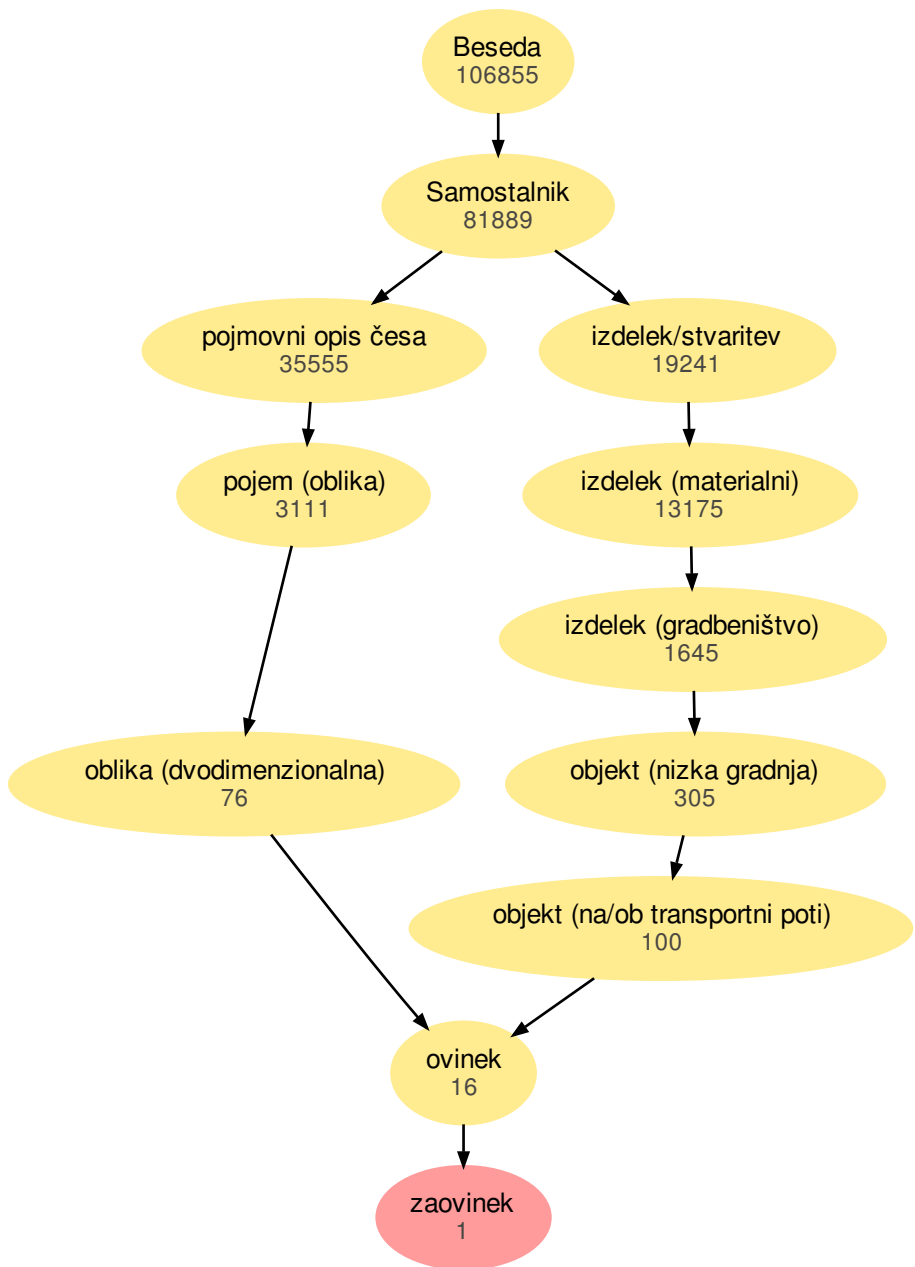 Beseda
106855
Samostalnik
81889
pojmovni opis česa
35555
izdelek/stvaritev
19241
pojem (oblika)
3111
izdelek (materialni)
13175
izdelek (gradbeništvo)
1645
oblika (dvodimenzionalna)
76
objekt (nizka gradnja)
305
objekt (na/ob transportni poti)
100
ovinek
16
zaovinek
1